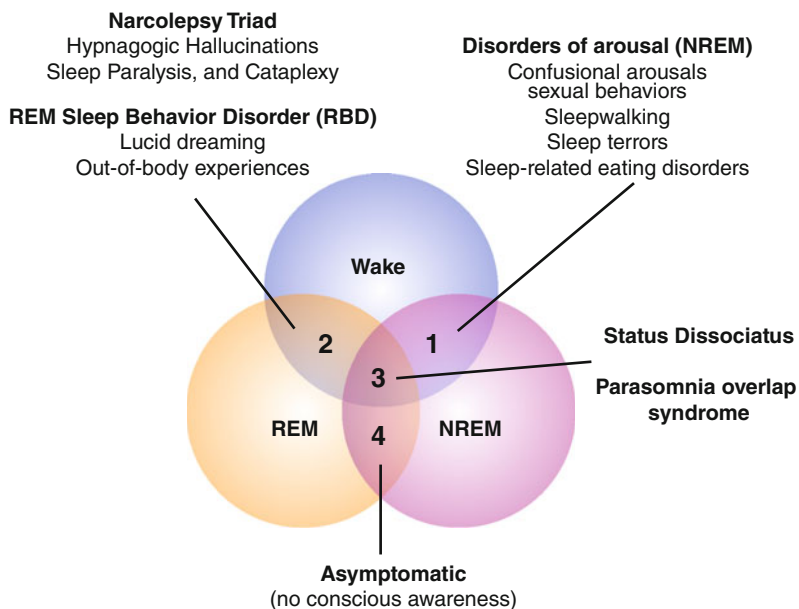 Narcolepsy Triad
Hypnagogic Hallucinations
Sleep Paralysis, and Cataplexy
REM Sleep Behavior Disorder (RBD)
Lucid dreaming
Out-of-body experiences
Disorders of arousal (NREM)
Confusional arousals
sexual behaviors
Sleepwalking
Sleep terrors
Sleep-related eating disorders
Wake
2
1
3
Status Dissociatus
Parasomnia overlap
syndrome
REM
4
NREM
Asymptomatic
(no conscious awareness)